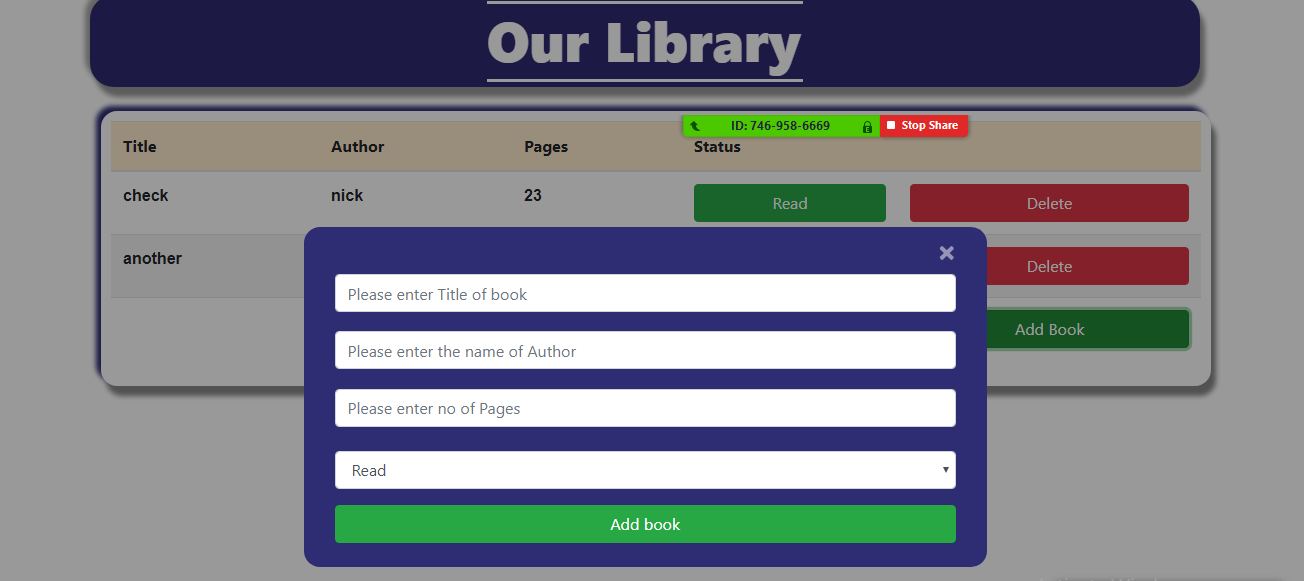 Our Library
ID: 746-958-6669 Stop Share
Title Author Pages Status
check nick 23 Read Delete
another Delete
Add Book
×
Please enter Title of book
Please enter the name of Author
Please enter no of Pages
Read
Add book